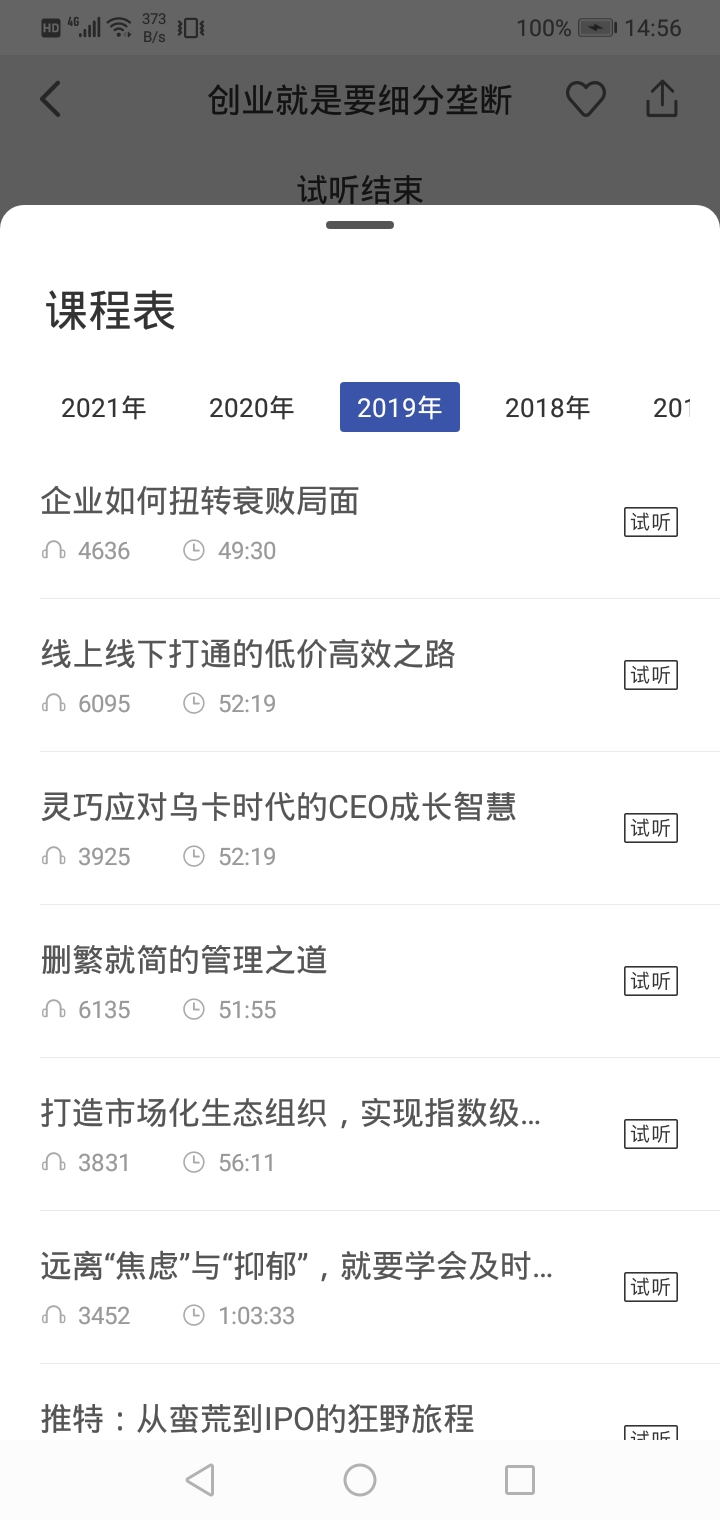 HD 4G 373 B/s 100% 14:56
创业就是要细分垄断
试听结束
课程表
2021年 2020年 2019年 2018年 201
企业如何扭转衰败局面
4636 49:30 试听
线上线下打通的低价高效之路
6095 52:19 试听
灵巧应对乌卡时代的CEO成长智慧
3925 52:19 试听
删繁就简的管理之道
6135 51:55 试听
打造市场化生态组织，实现指数级...
3831 56:11 试听
远离“焦虑”与“抑郁”，就要学会及时...
3452 1:03:33 试听
推特：从蛮荒到IPO的狂野旅程
试听